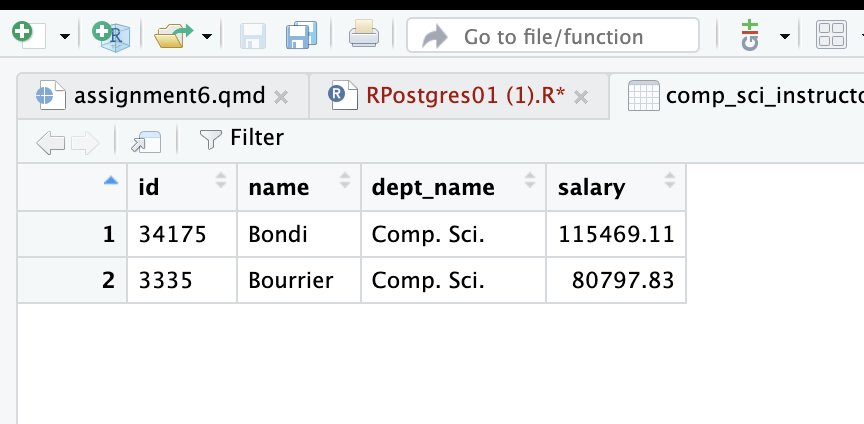 Go to file/function
assignment6.qmd
RPostgres01 (1).R*
comp_sci_instructo
Filter
id name dept_name salary
1 34175 Bondi Comp. Sci. 115469.11
2 3335 Bourrier Comp. Sci. 80797.83